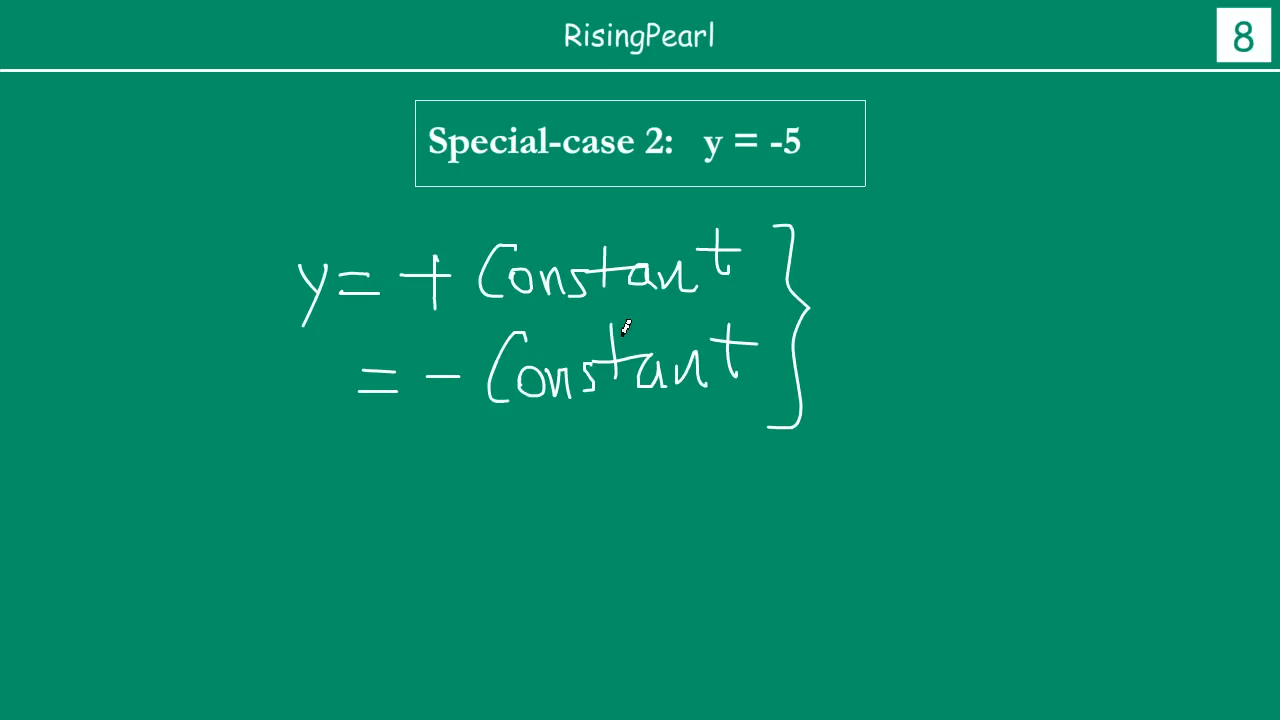 RisingPearl
8
Special-case 2: y = -5
y = + Constant }
= - Constant